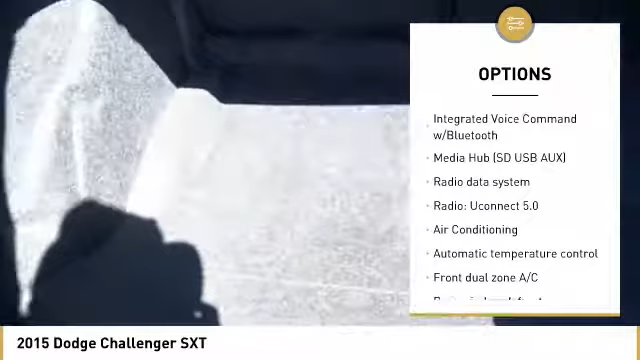 OPTIONS
Integrated Voice Command
w/Bluetooth
Media Hub (SD USB AUX)
Radio data system
Radio: Uconnect 5.0
Air Conditioning
Automatic temperature control
Front dual zone A/C
2015 Dodge Challenger SXT